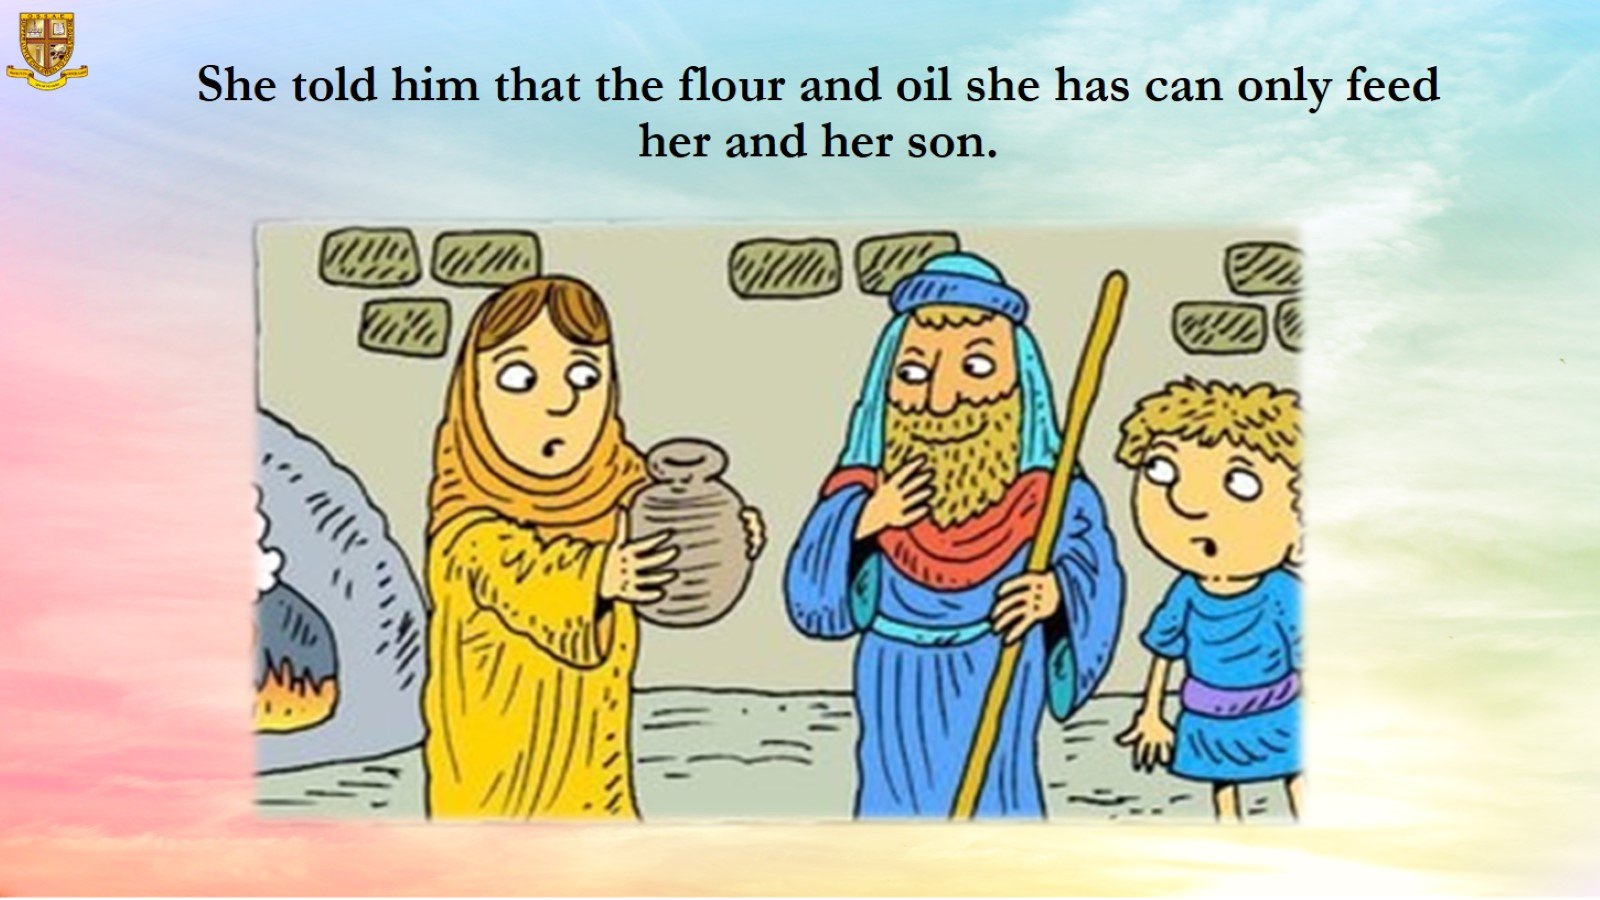 She told him that the flour and oil she has can only feed
her and her son.